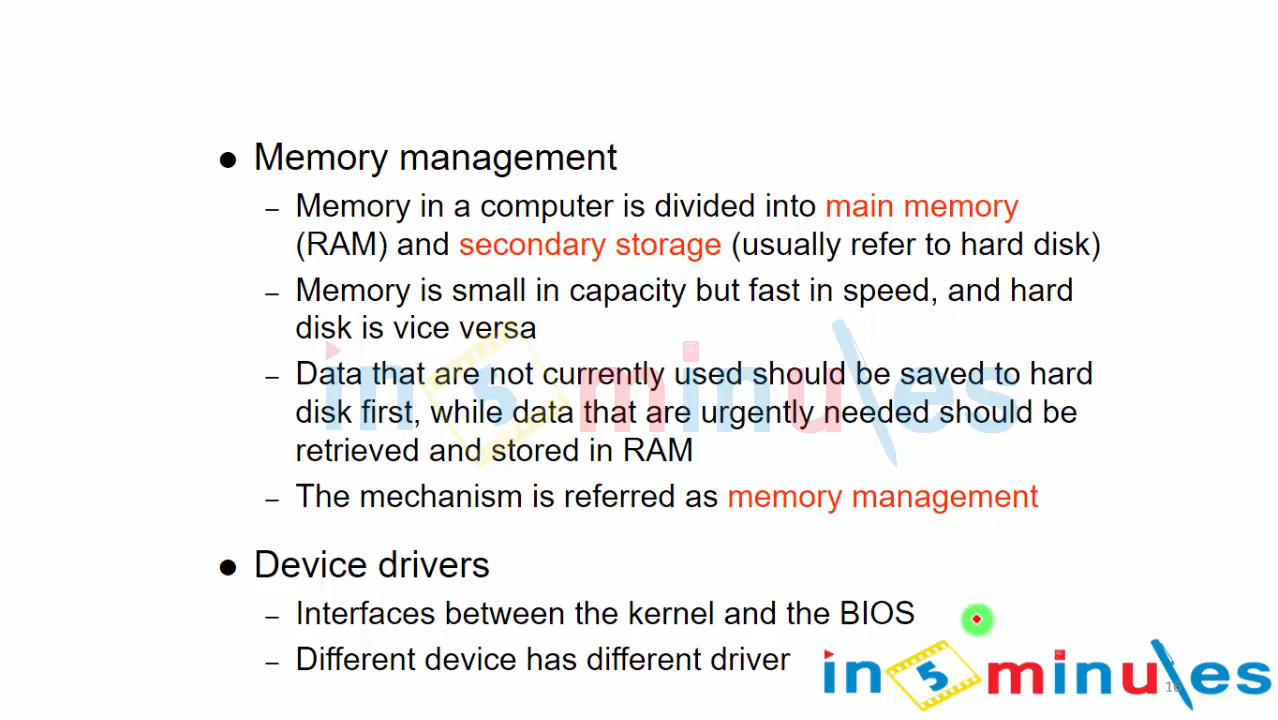 ● Memory management
– Memory in a computer is divided into main memory
(RAM) and secondary storage (usually refer to hard disk)
– Memory is small in capacity but fast in speed, and hard
disk is vice versa
– Data that are not currently used should be saved to hard
disk first, while data that are urgently needed should be
retrieved and stored in RAM
– The mechanism is referred as memory management
● Device drivers
– Interfaces between the kernel and the BIOS
– Different device has different driver
in 5 minutes
in 5 minutes